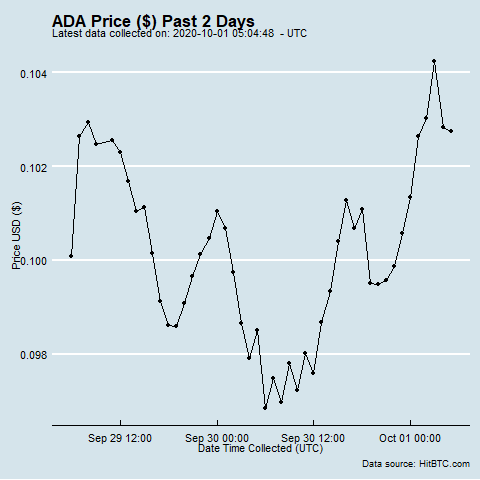 ADA Price ($) Past 2 Days
Latest data collected on: 2020-10-01 05:04:48 - UTC
0.104
0.102
0.100
0.098
Price USD ($)
Sep 29 12:00 Sep 30 00:00 Sep 30 12:00 Oct 01 00:00
Date Time Collected (UTC)
Data source: HitBTC.com